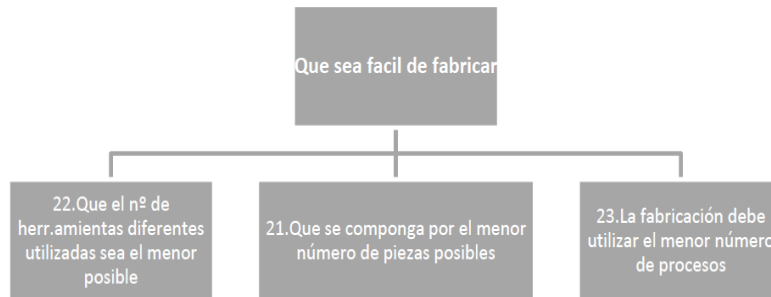 Que sea facil de fabricar
22.Que el nº de
herr.amientas diferentes
utilizadas sea el menor
posible
21.Que se componga por el menor
número de piezas posibles
23.La fabricación debe
utilizar el menor número
de procesos